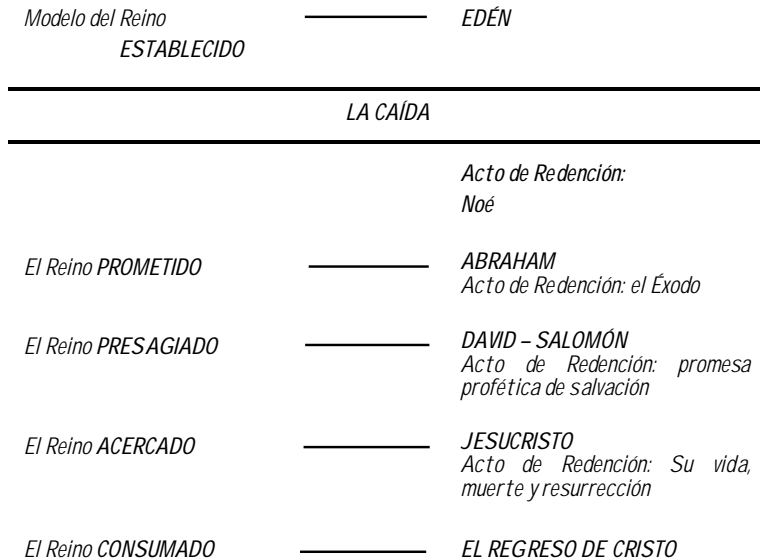 Modelo del Reino EDÉN
ESTABLECIDO
LA CAÍDA
Acto de Redención:
Noé
El Reino PROMETIDO ABRAHAM
Acto de Redención: el Éxodo
El Reino PRESAGIADO DAVID – SALOMÓN
Acto de Redención: promesa
profética de salvación
El Reino ACERCADO JESUCRISTO
Acto de Redención: Su vida,
muerte y resurrección
El Reino CONSUMADO EL REGRESO DE CRISTO